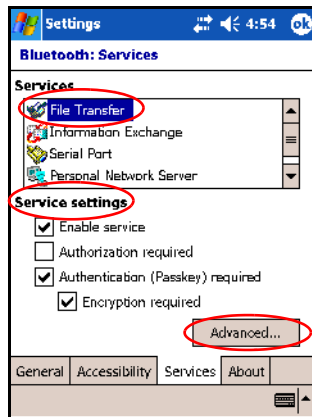 Settings 4:54 ok
Bluetooth: Services
Services
File Transfer
Information Exchange
Serial Port
Personal Network Server
Service settings
Enable service
Authorization required
Authentication (Passkey) required
Encryption required
Advanced...
General Accessibility Services About